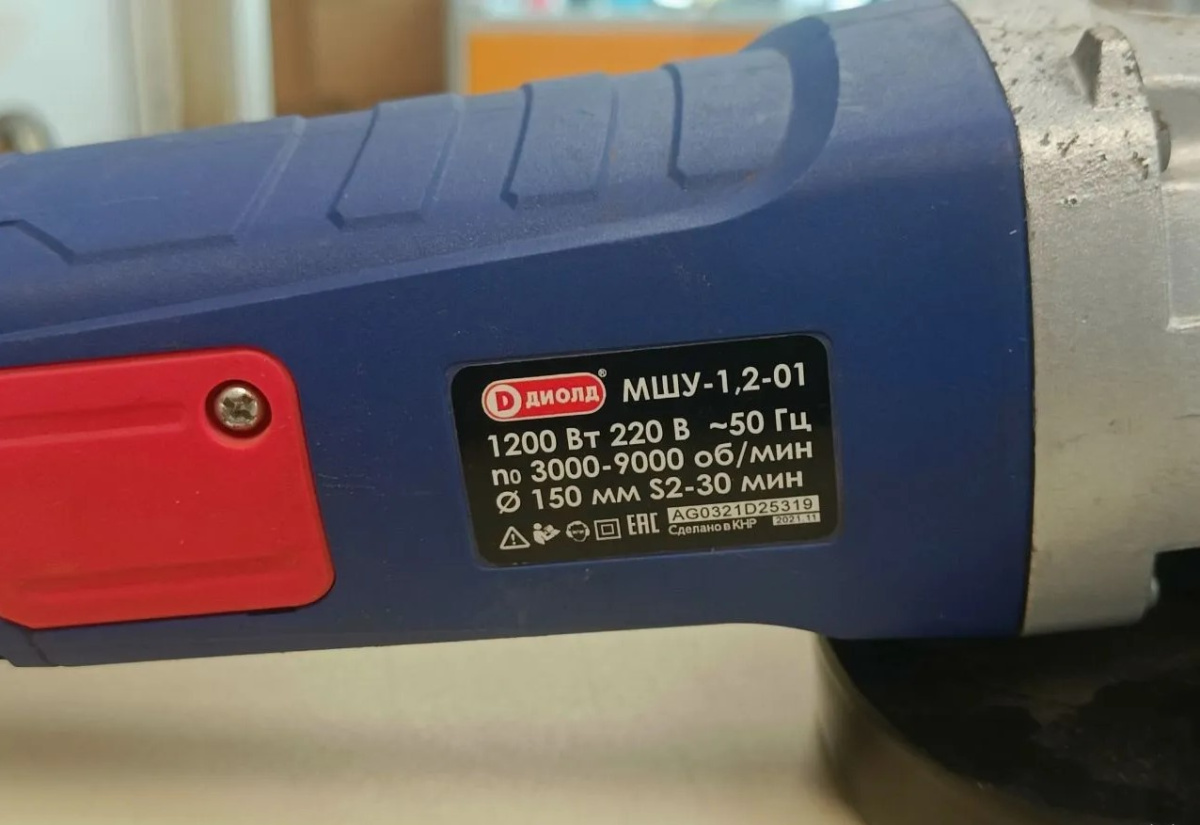 D ДИОЛД® МШУ-1,2-01
1200 Вт 220 В ~50 Гц
n₀ 3000-9000 об/мин
Ø 150 мм S2-30 мин
EAC AG0321D25319
Сделано в КНР 2021.11